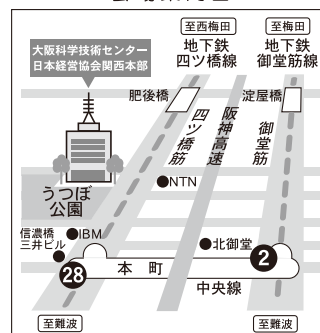 至西梅田
至梅田
地下鉄
四ツ橋線
地下鉄
御堂筋線
大阪科学技術センター
日本経営協会関西本部
肥後橋
淀屋橋
四ツ橋筋
阪神高速
御堂筋
うつぼ
公園
NTN
信濃橋
三井ビル
IBM
北御堂
28
本町
2
中央線
至難波
至難波